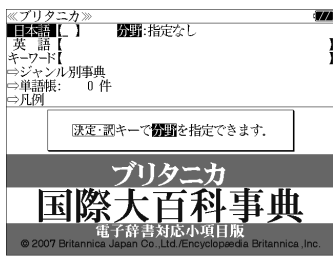 ≪ブリタニカ≫
日本語【_ 】 分野:指定なし
英 語【 】
キーワード【 】
⇨ジャンル別事典
⇨単語帳: 0 件
⇨凡例
決定・訳キーで分野を指定できます.
ブリタニカ
国際大百科事典
電子辞書対応小項目版
© 2007 Britannica Japan Co.,Ltd./Encyclopædia Britannica ,Inc.